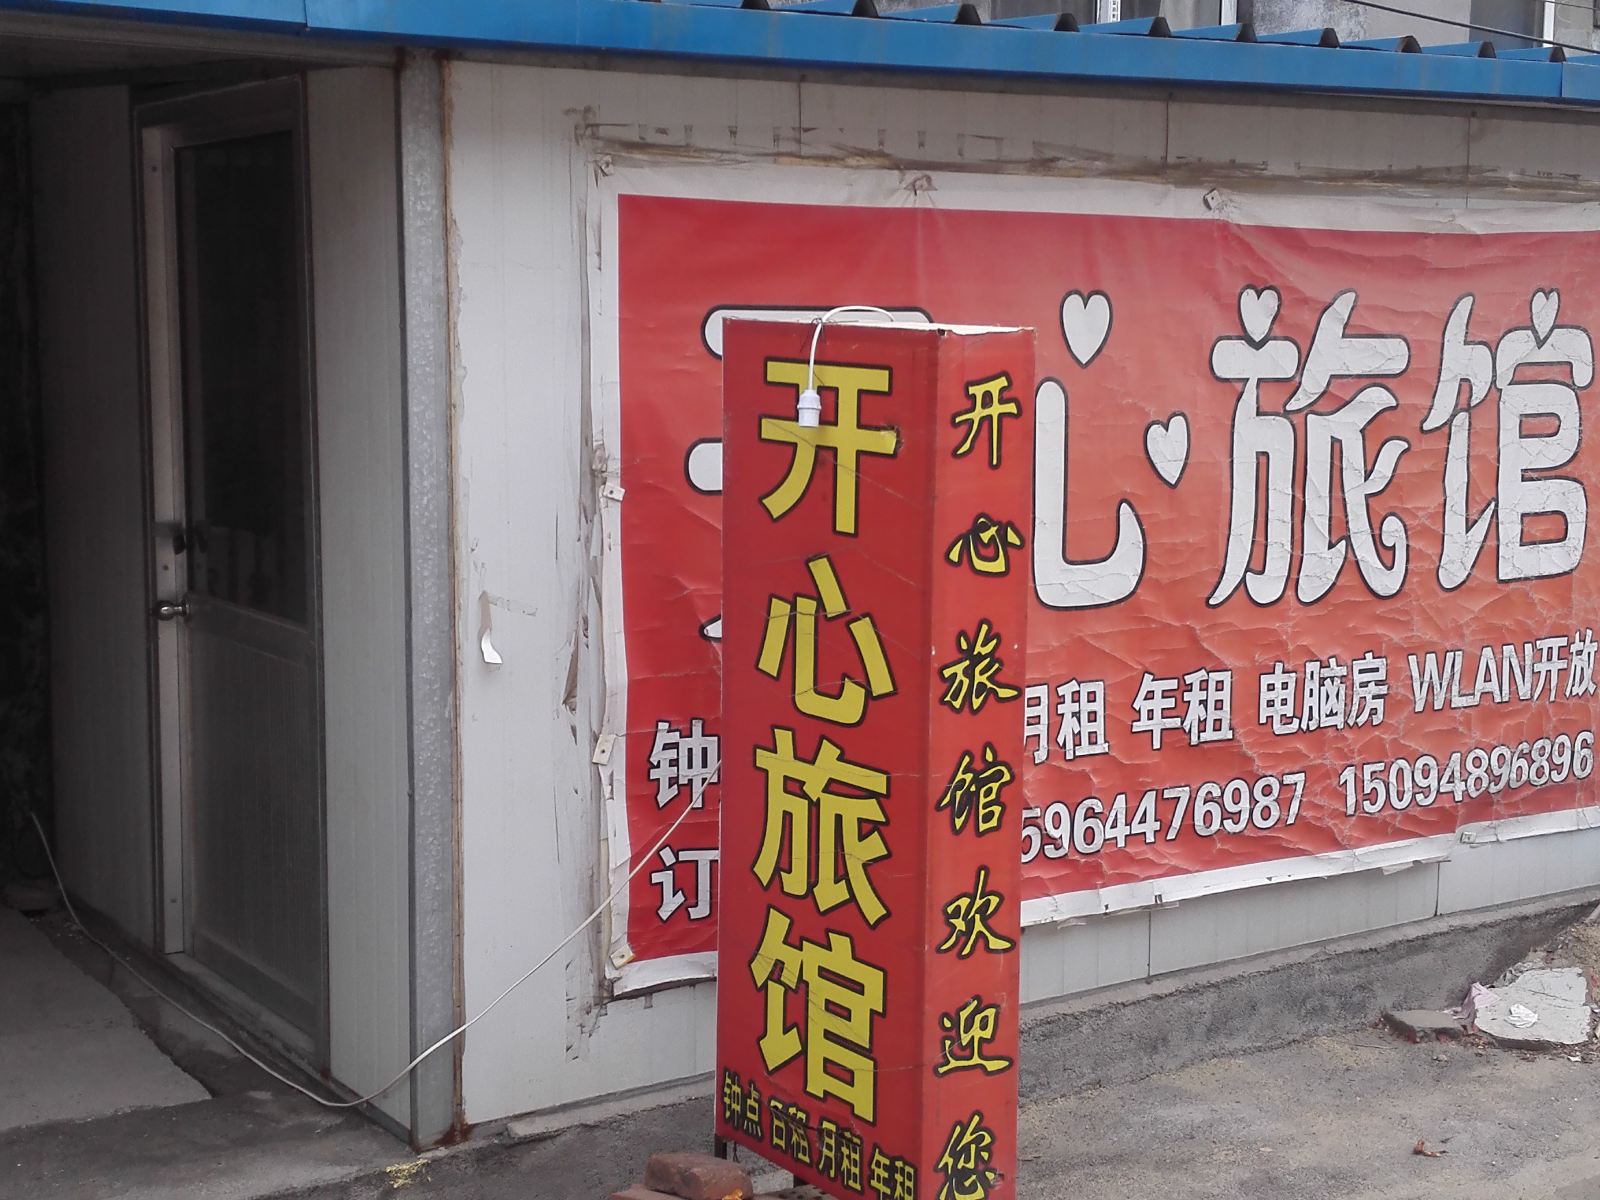 开心旅馆
钟点 日租 月租 年租
开心旅馆欢迎您
心旅馆
钟 月租 年租 电脑房 WLAN开放
订 5964476987 15094896896